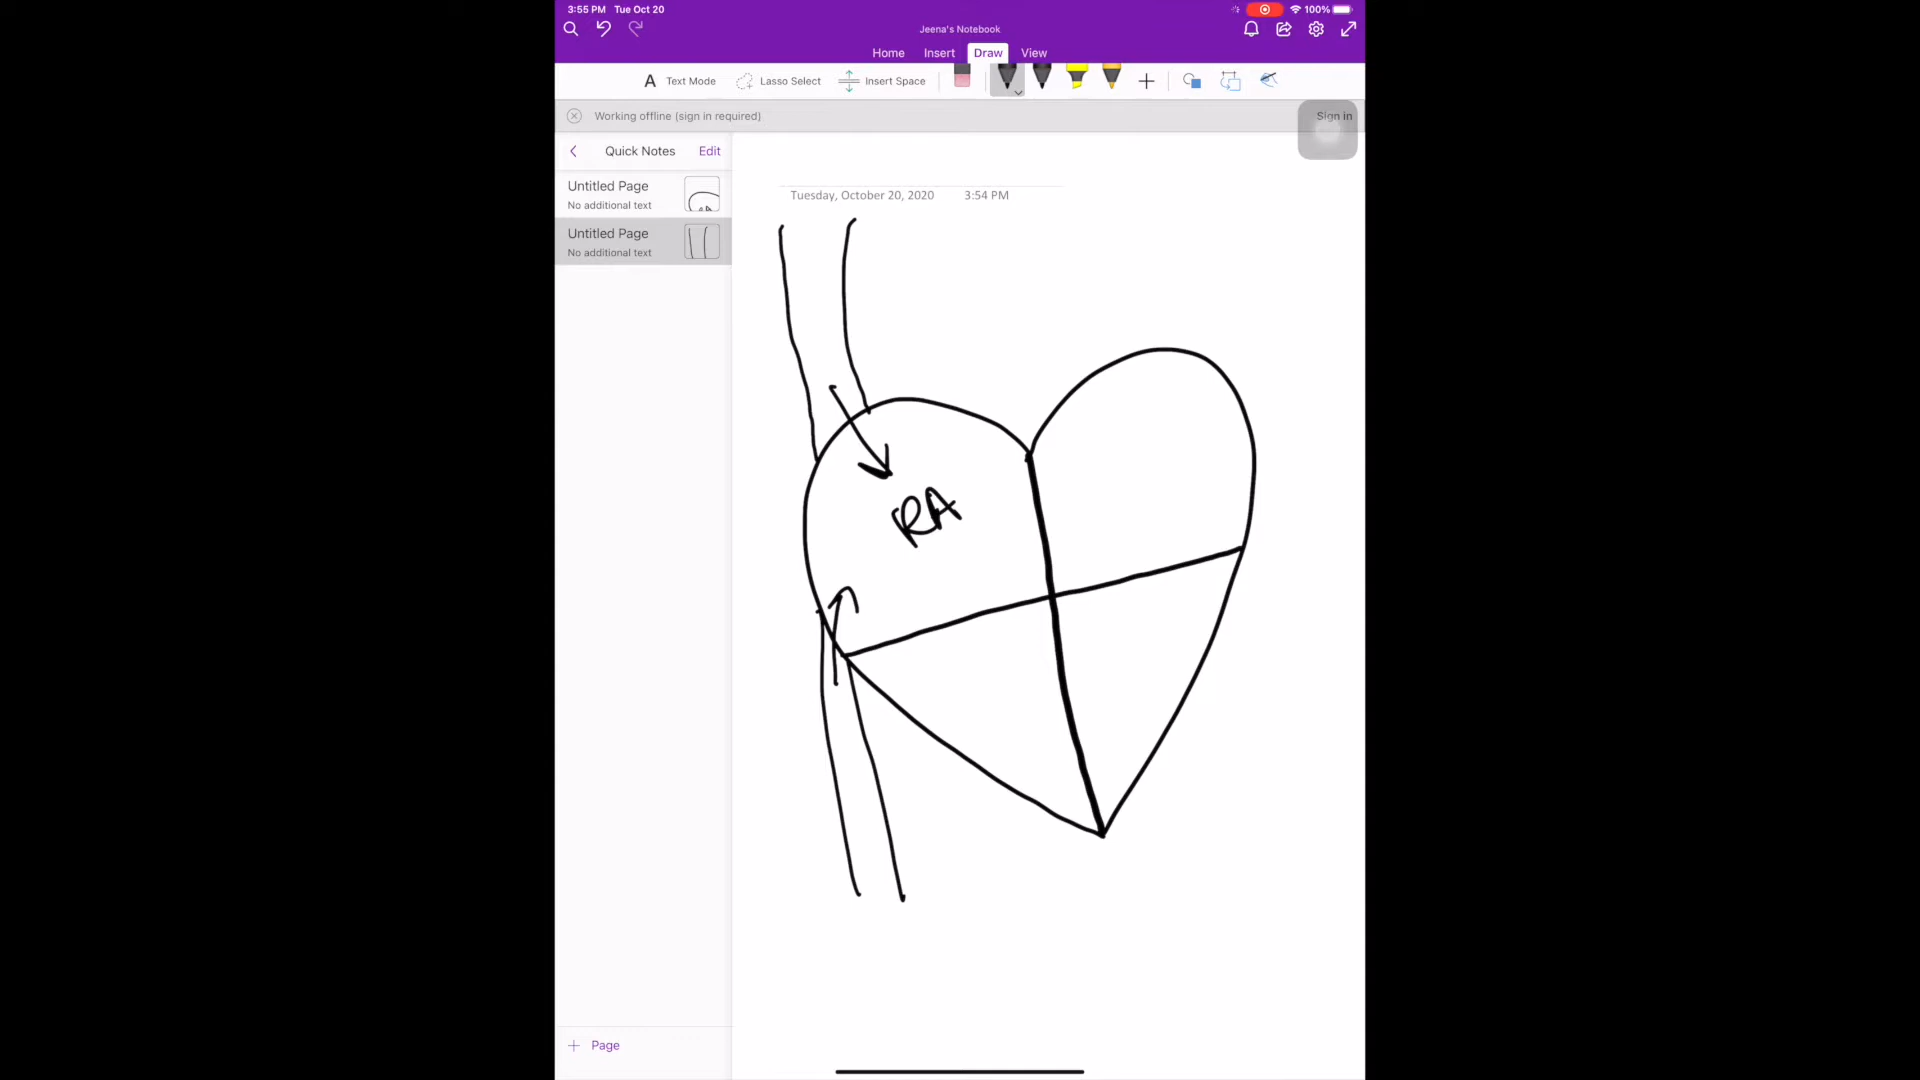 3:55 PM Tue Oct 20
100%
Jeena's Notebook
Home Insert Draw View
A Text Mode Lasso Select Insert Space
Working offline (sign in required)
Sign in
Quick Notes Edit
Untitled Page
No additional text
Untitled Page
No additional text
Tuesday, October 20, 2020 3:54 PM
RA
+ Page